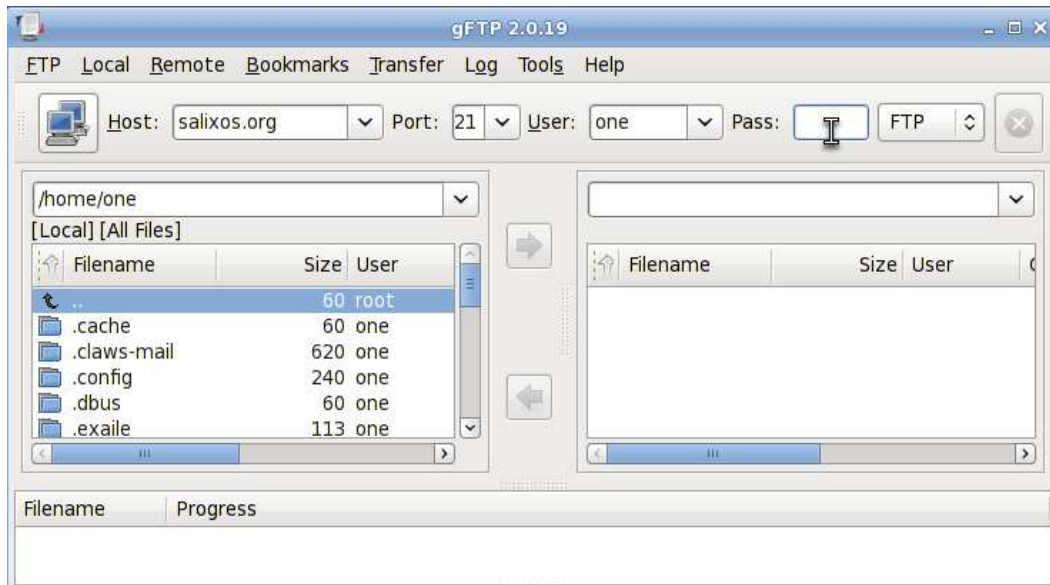 gFTP 2.0.19
FTP Local Remote Bookmarks Transfer Log Tools Help
Host: salixos.org Port: 21 User: one Pass: FTP
/home/one
[Local] [All Files]
Filename Size User
.. 60 root
.cache 60 one
.claws-mail 620 one
.config 240 one
.dbus 60 one
.exaile 113 one
Filename Size User
Filename Progress